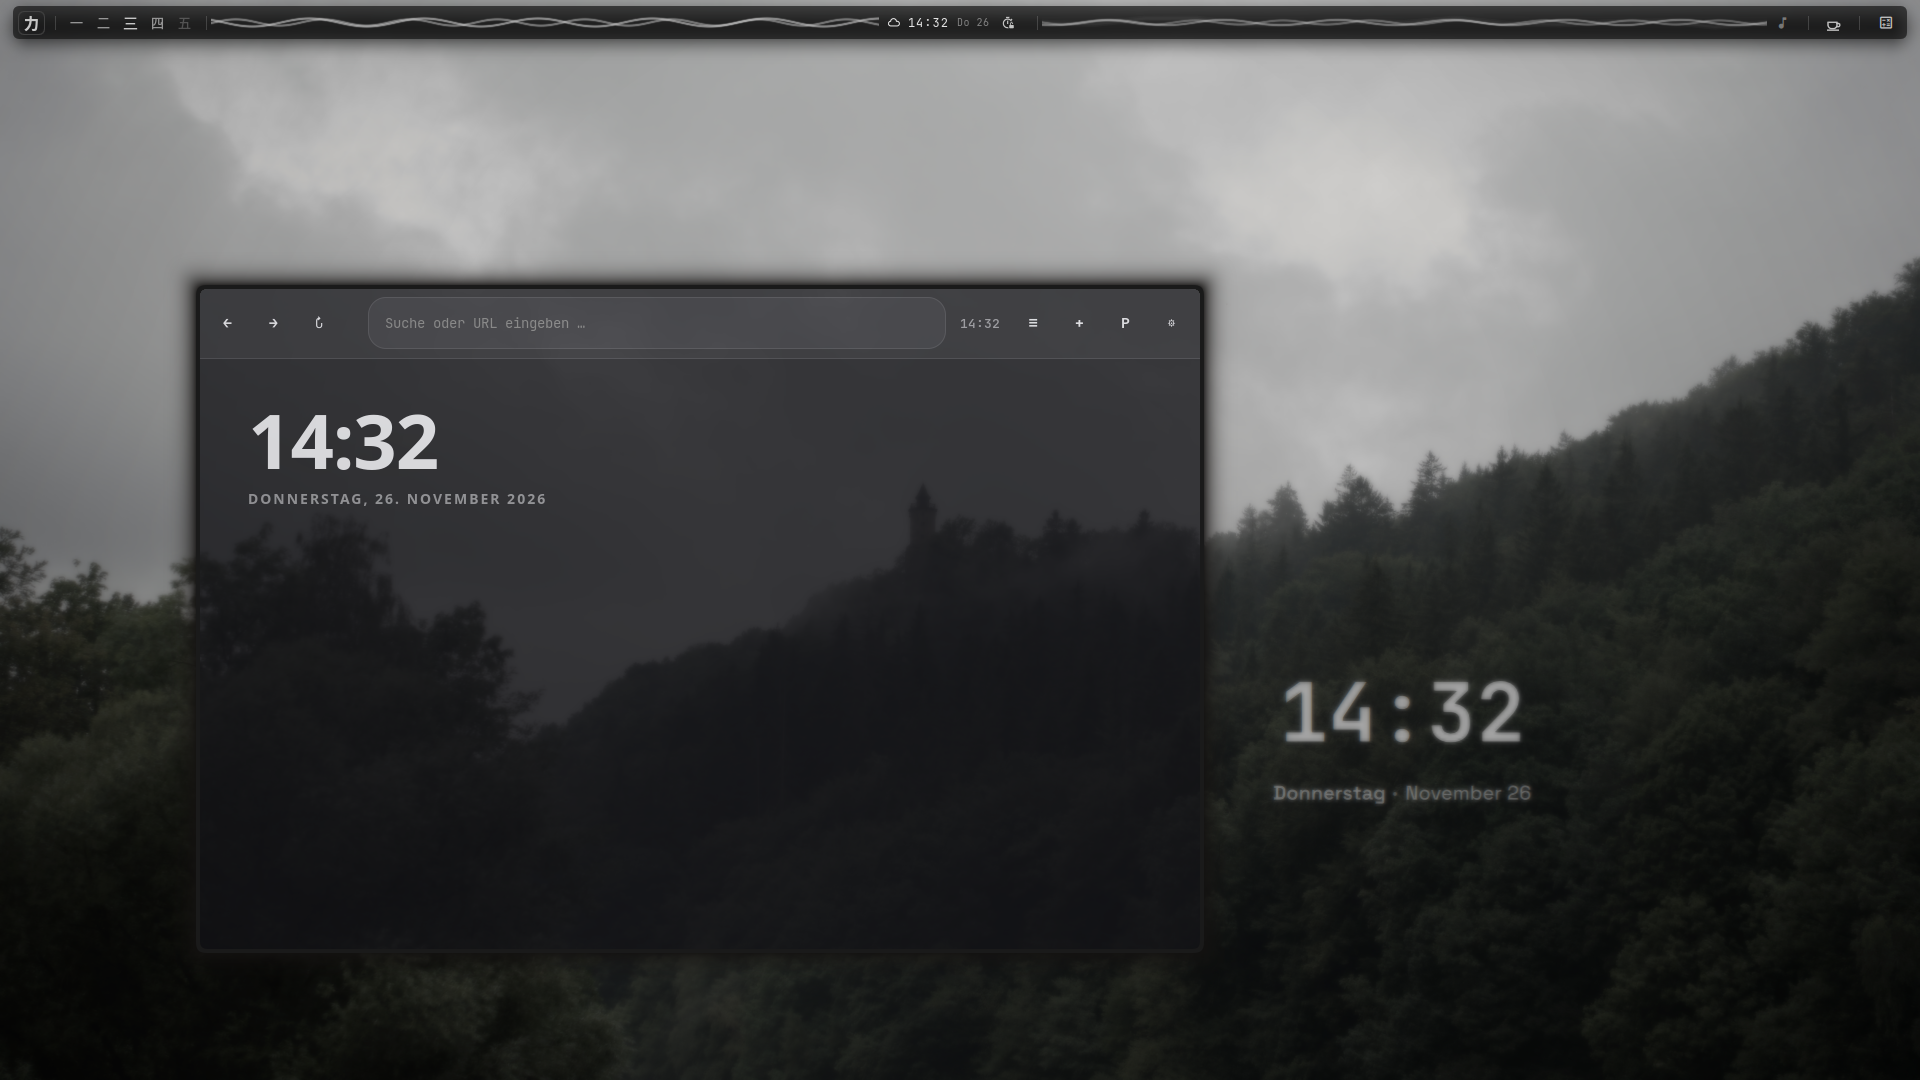 力 一 二 三 四 五 14:32 Do 26
Suche oder URL eingeben … 14:32 P
14:32
DONNERSTAG, 26. NOVEMBER 2026
14:32
Donnerstag · November 26